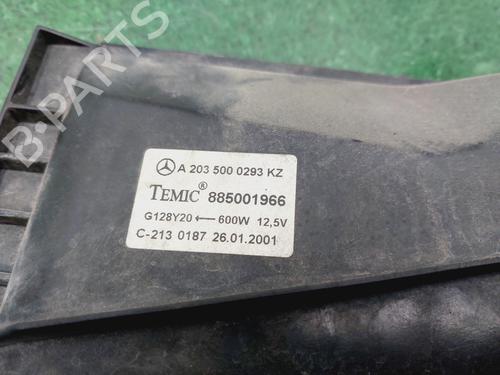 B-PARTS
A 203 500 0293 KZ
TEMIC® 885001966
G128Y20 ⟵ 600W 12,5V
C-213 0187 26.01.2001